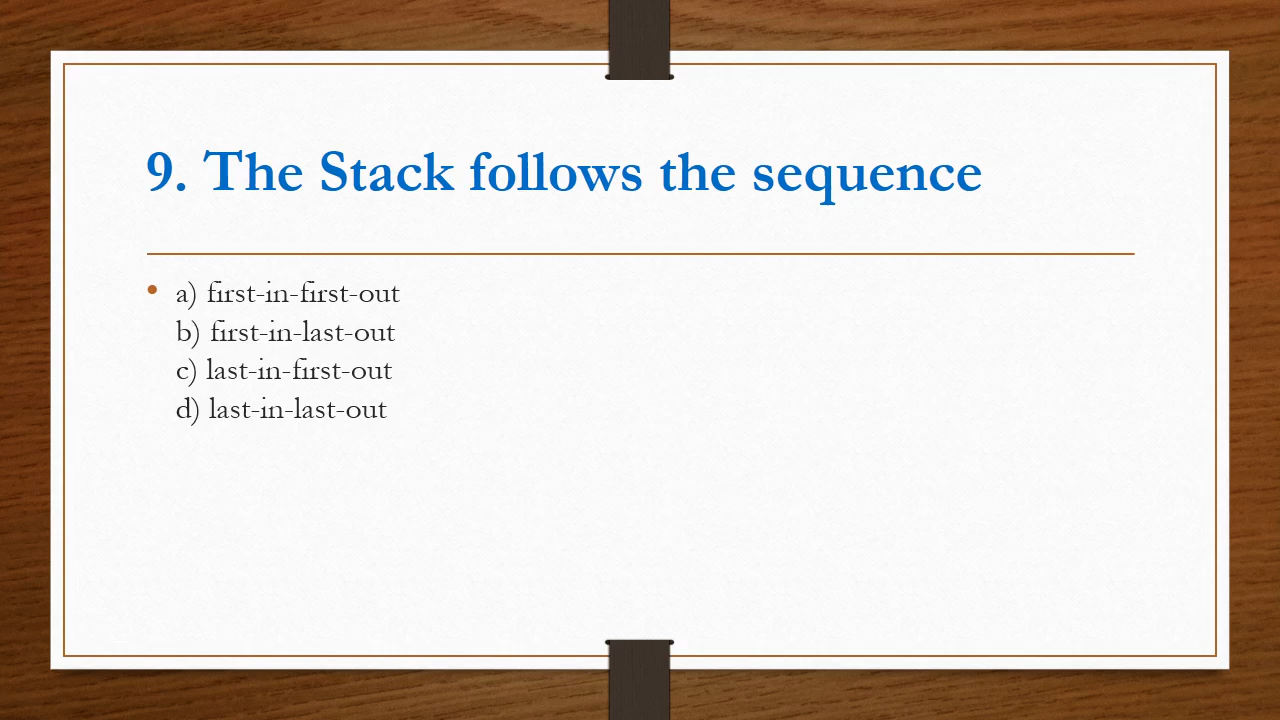 9. The Stack follows the sequence
• a) first-in-first-out
b) first-in-last-out
c) last-in-first-out
d) last-in-last-out